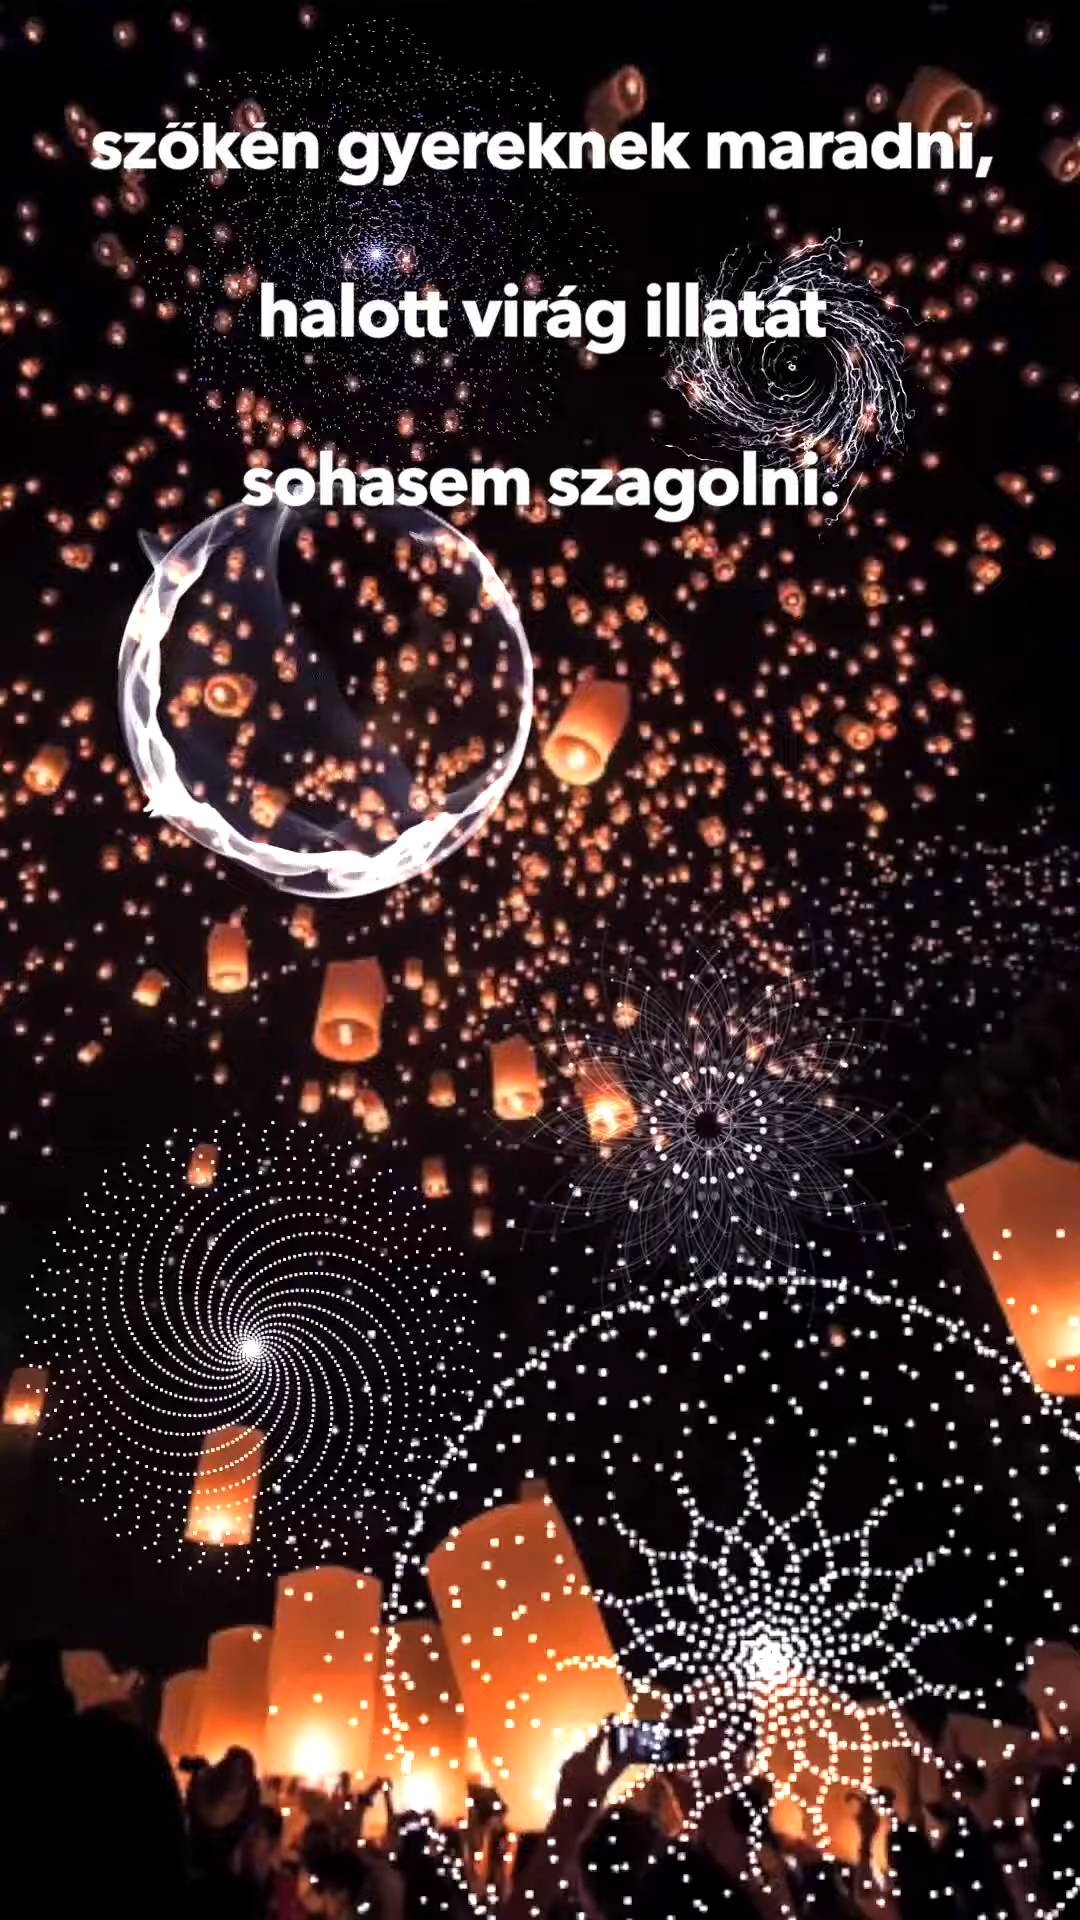 szőkén gyereknek maradni,
halott virág illatát
sohasem szagolni.